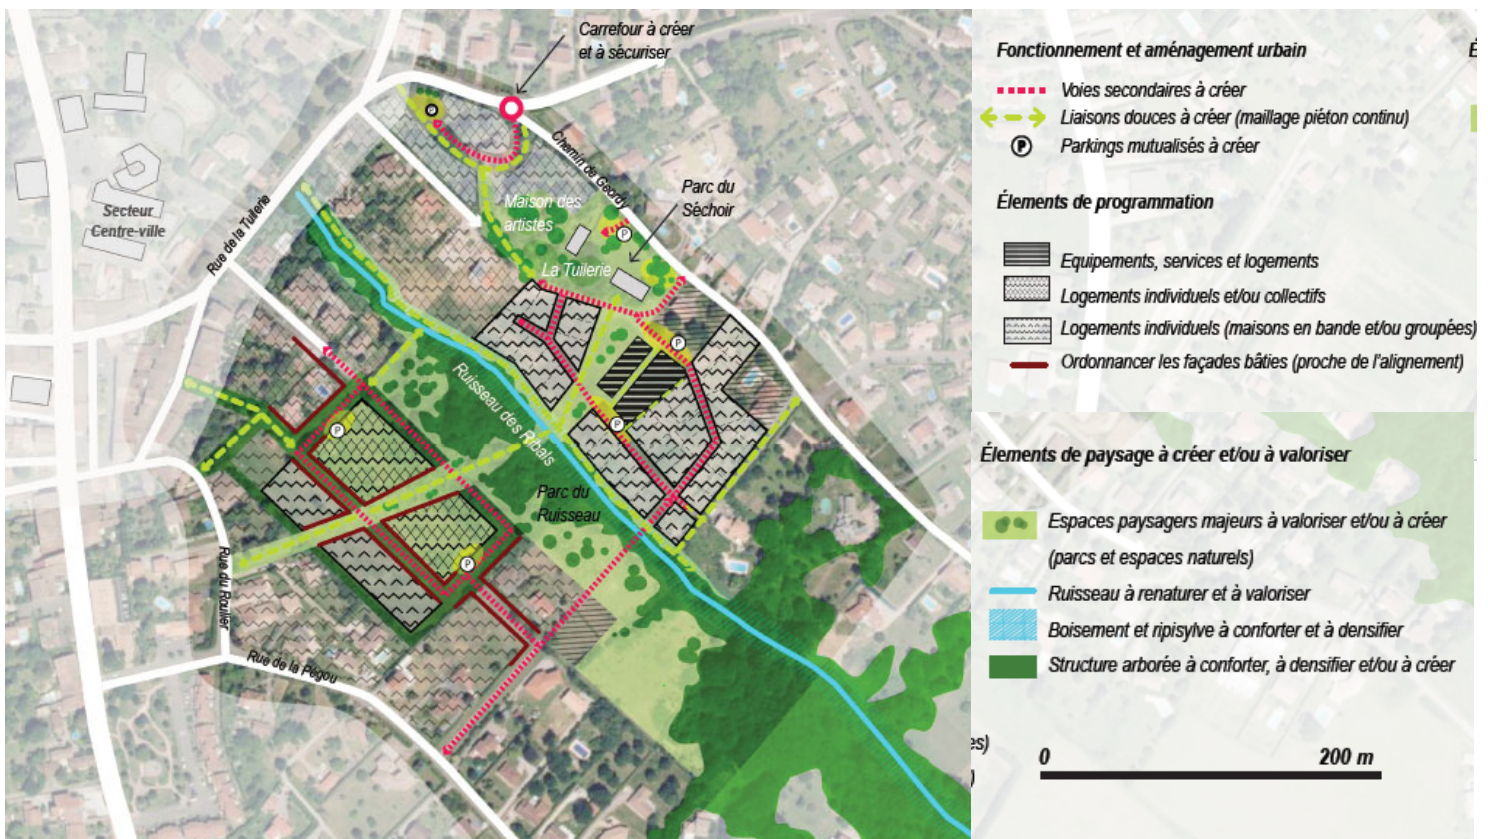 Carrefour à créer
et à sécuriser
P
Chemin de Geordy
Parc du
Séchoir
Maison des
artistes
P
La Tuilerie
Secteur
Centre-ville
Rue de la Tuilerie
P
P
Ruisseau des Ribals
P
Parc du
Ruisseau
P
Rue du Roulier
Rue de la Pégou
Fonctionnement et aménagement urbain
Voies secondaires à créer
Liaisons douces à créer (maillage piéton continu)
P Parkings mutualisés à créer
Élements de programmation
Equipements, services et logements
Logements individuels et/ou collectifs
Logements individuels (maisons en bande et/ou groupées)
Ordonnancer les façades bâties (proche de l'alignement)
É
Élements de paysage à créer et/ou à valoriser
Espaces paysagers majeurs à valoriser et/ou à créer
(parcs et espaces naturels)
Ruisseau à renaturer et à valoriser
Boisement et ripisylve à conforter et à densifier
Structure arborée à conforter, à densifier et/ou à créer
es)
)
0 200 m